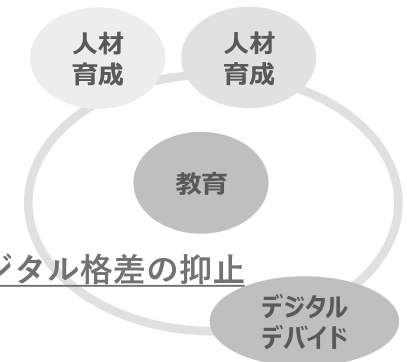 人材
育成
人材
育成
教育
ジタル格差の抑止
デジタル
デバイド